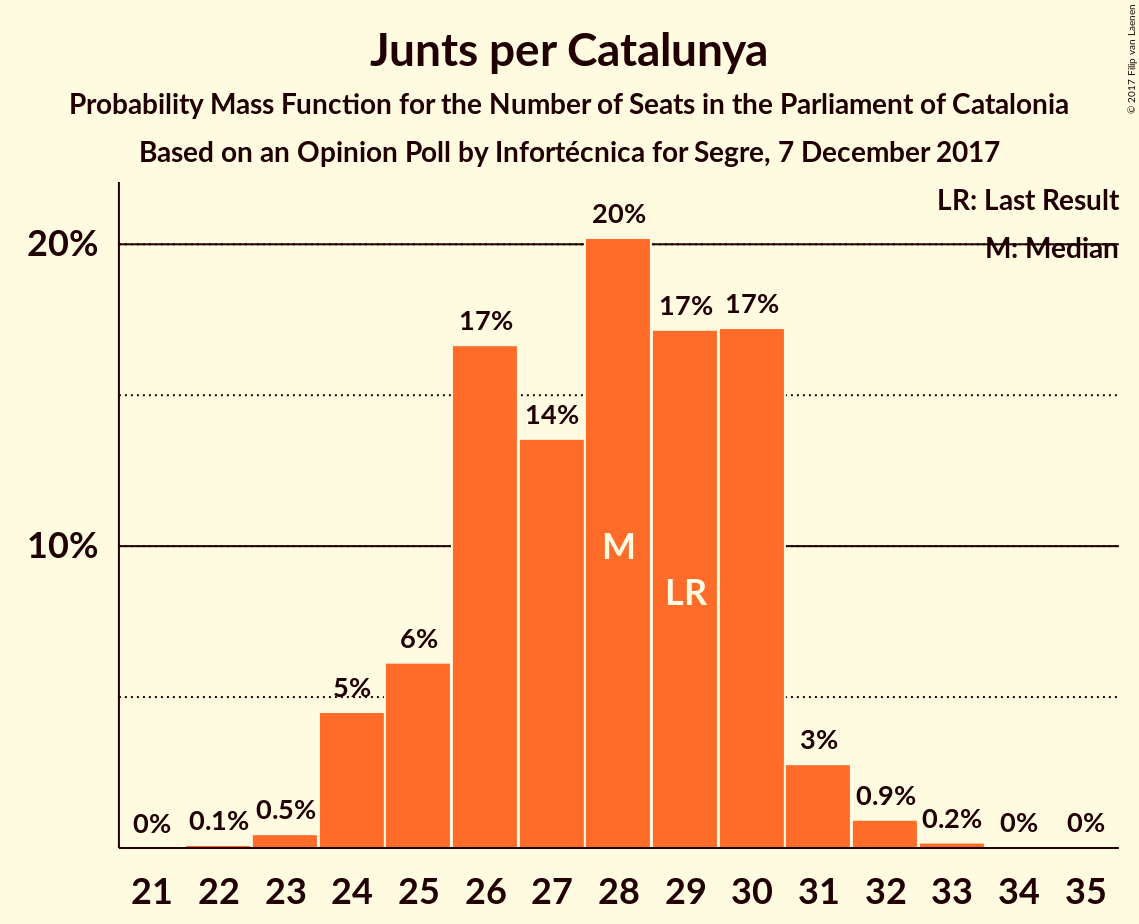 Junts per Catalunya
Probability Mass Function for the Number of Seats in the Parliament of Catalonia
Based on an Opinion Poll by Infortécnica for Segre, 7 December 2017
© 2017 Filip van Laenen
LR: Last Result
M: Median
20%
10%
0%
0.1%
0.5%
5%
6%
17%
14%
20%
17%
17%
3%
0.9%
0.2%
0%
0%
M
LR
21 22 23 24 25 26 27 28 29 30 31 32 33 34 35